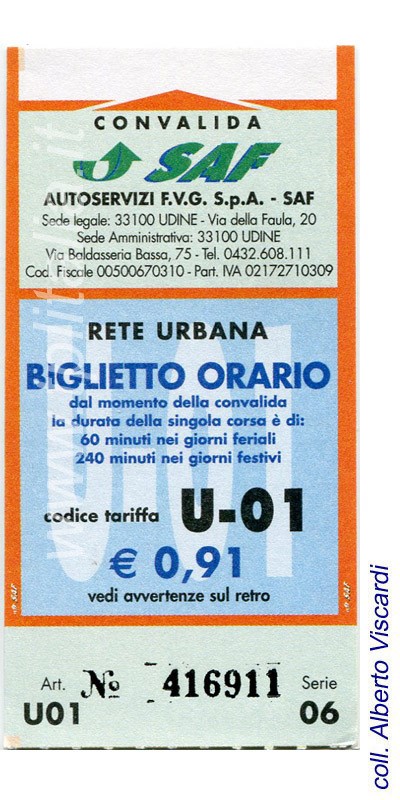 CONVALIDA
SAF
AUTOSERVIZI F.V.G. S.p.A. - SAF
Sede legale: 33100 UDINE - Via della Faula, 20
Sede Amministrativa: 33100 UDINE
Via Baldasseria Bassa, 75 - Tel. 0432.608.111
Cod. Fiscale 00500670310 - Part. IVA 02172710309
RETE URBANA
BIGLIETTO ORARIO
dal momento della convalida
la durata della singola corsa è di:
60 minuti nei giorni feriali
240 minuti nei giorni festivi
codice tariffa U-01
€ 0,91
vedi avvertenze sul retro
SAF
SAF
Art. № 416911 Serie
U01 06
coll. Alberto Viscardi
U-01